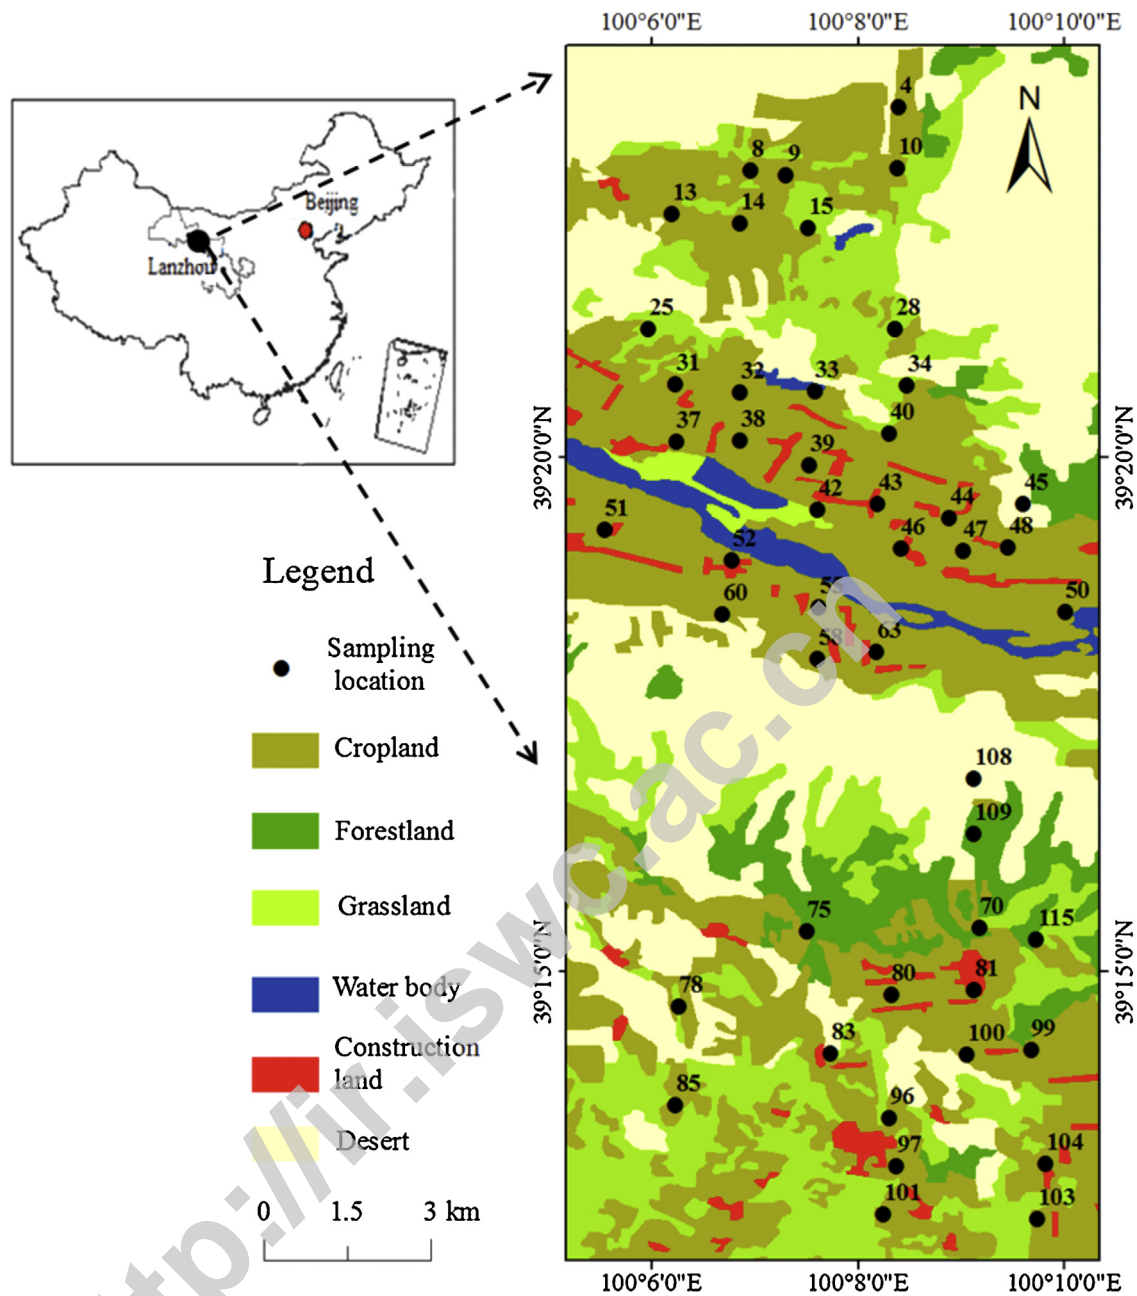 100°6'0"E 100°8'0"E 100°10'0"E
N
4
8 9 10
13 14 15
Beijing
Lanzhou
25 28
31 32 33 34
37 38 40
39
39°20'0"N 39°20'0"N
42 43 44 45
51 46 47 48
52
Legend
60 55 50
58 63
Sampling
location
Cropland
108
Forestland
109
Grassland
75 70 115
39°15'0"N 39°15'0"N
Water body
78 80 81
Construction
land
83 100 99
85 96
Desert
97 104
0 1.5 3 km
101 103
100°6'0"E 100°8'0"E 100°10'0"E
ttp://ir.iswc.ac.cn